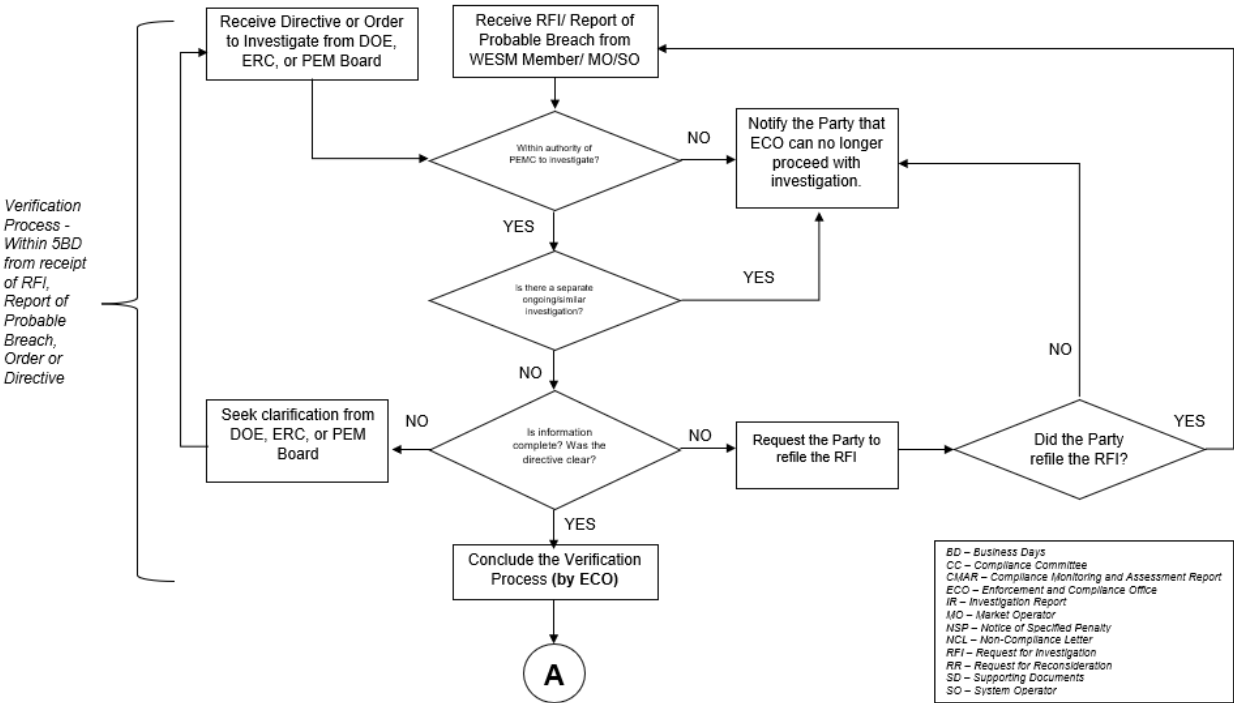 Receive Directive or Order
to Investigate from DOE,
ERC, or PEM Board
Receive RFI/ Report of
Probable Breach from
WESM Member/ MO/SO
Within authority of
PEMC to investigate?
NO
Notify the Party that
ECO can no longer
proceed with
investigation.
YES
Verification
Process -
Within 5BD
from receipt
of RFI,
Report of
Probable
Breach,
Order or
Directive
Is there a separate
ongoing/similar
investigation?
YES
NO
NO
Seek clarification from
DOE, ERC, or PEM
Board
NO
Is information
complete? Was the
directive clear?
NO
Request the Party to
refile the RFI
Did the Party
refile the RFI?
YES
YES
Conclude the Verification
Process (by ECO)
A
BD – Business Days
CC – Compliance Committee
CMAR – Compliance Monitoring and Assessment Report
ECO – Enforcement and Compliance Office
IR – Investigation Report
MO – Market Operator
NSP – Notice of Specified Penalty
NCL – Non-Compliance Letter
RFI – Request for Investigation
RR – Request for Reconsideration
SD – Supporting Documents
SO – System Operator